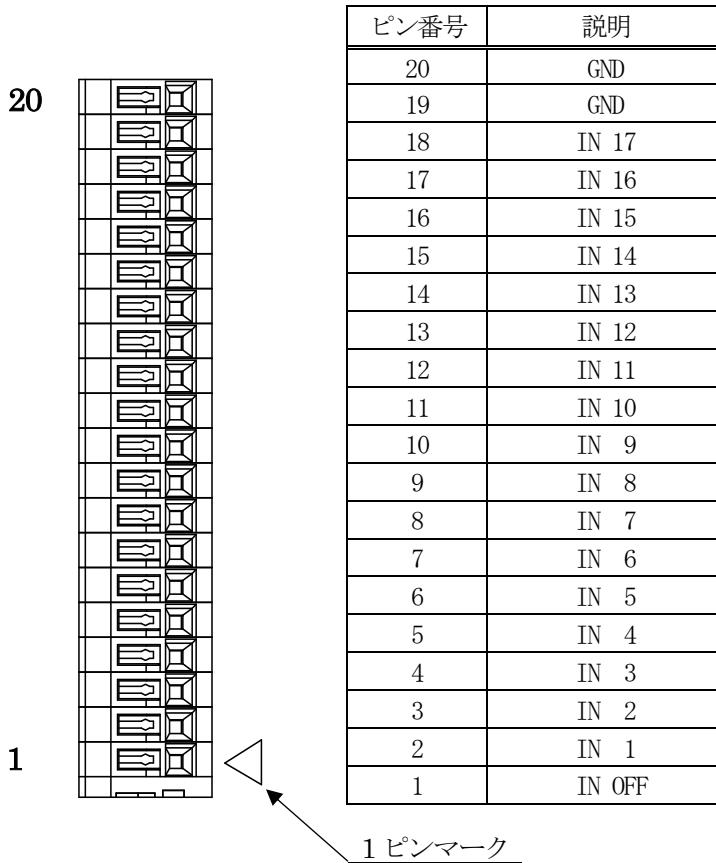 ピン番号 説明
20 GND
19 GND
18 IN 17
17 IN 16
16 IN 15
15 IN 14
14 IN 13
13 IN 12
12 IN 11
11 IN 10
10 IN 9
9 IN 8
8 IN 7
7 IN 6
6 IN 5
5 IN 4
4 IN 3
3 IN 2
2 IN 1
1 IN OFF
20
1
1ピンマーク